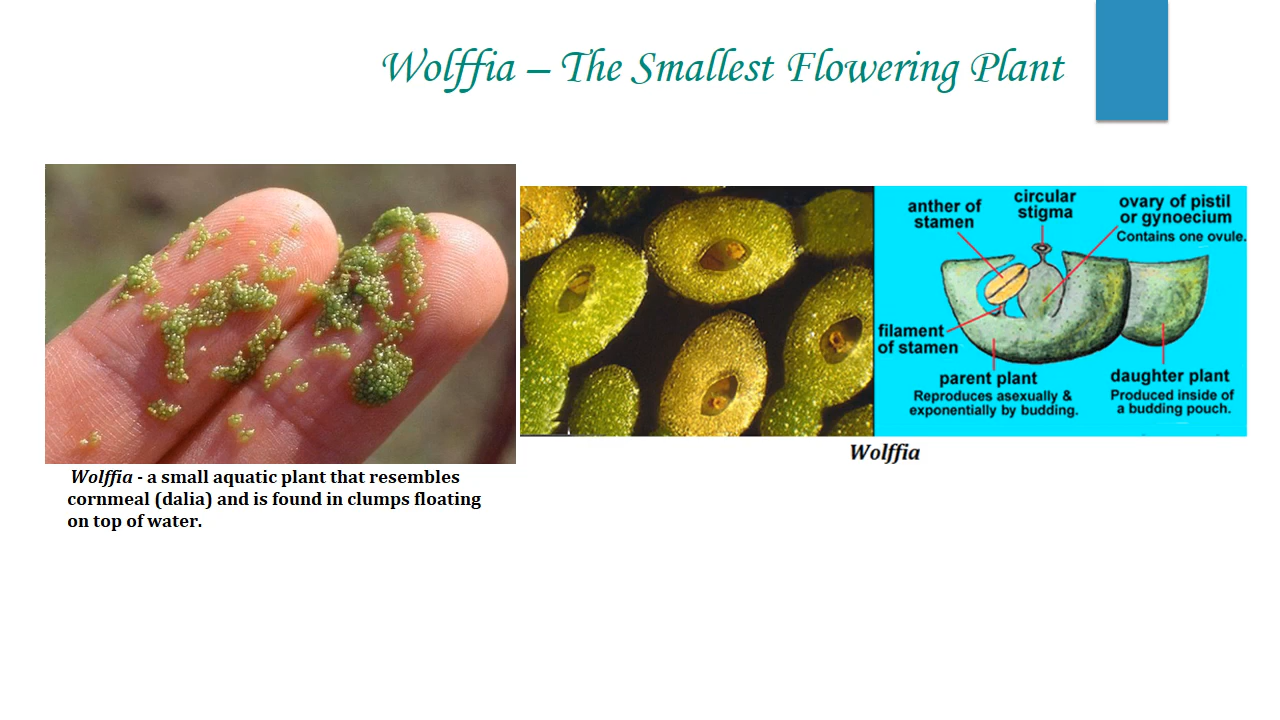 Wolffia – The Smallest Flowering Plant
anther of
stamen
circular
stigma
ovary of pistil
or gynoecium
Contains one ovule.
filament
of stamen
parent plant
Reproduces asexually &
exponentially by budding.
daughter plant
Produced inside of
a budding pouch.
Wolffia
Wolffia - a small aquatic plant that resembles
cornmeal (dalia) and is found in clumps floating
on top of water.